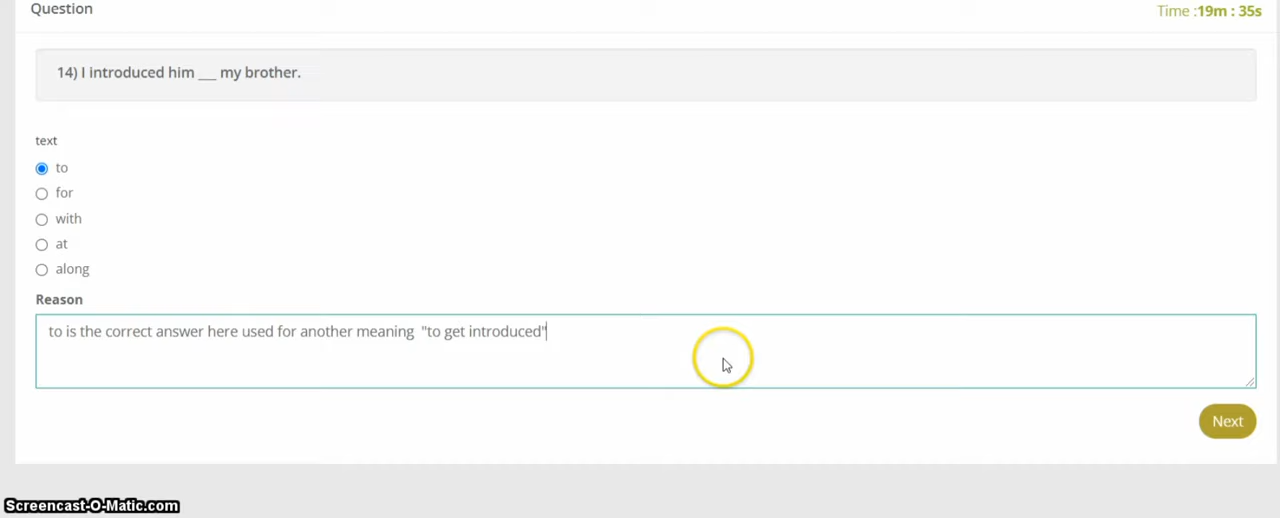 Question
Time :19m : 35s
14) I introduced him ___ my brother.
text
to
for
with
at
along
Reason
to is the correct answer here used for another meaning  "to get introduced"
Next
Screencast-O-Matic.com